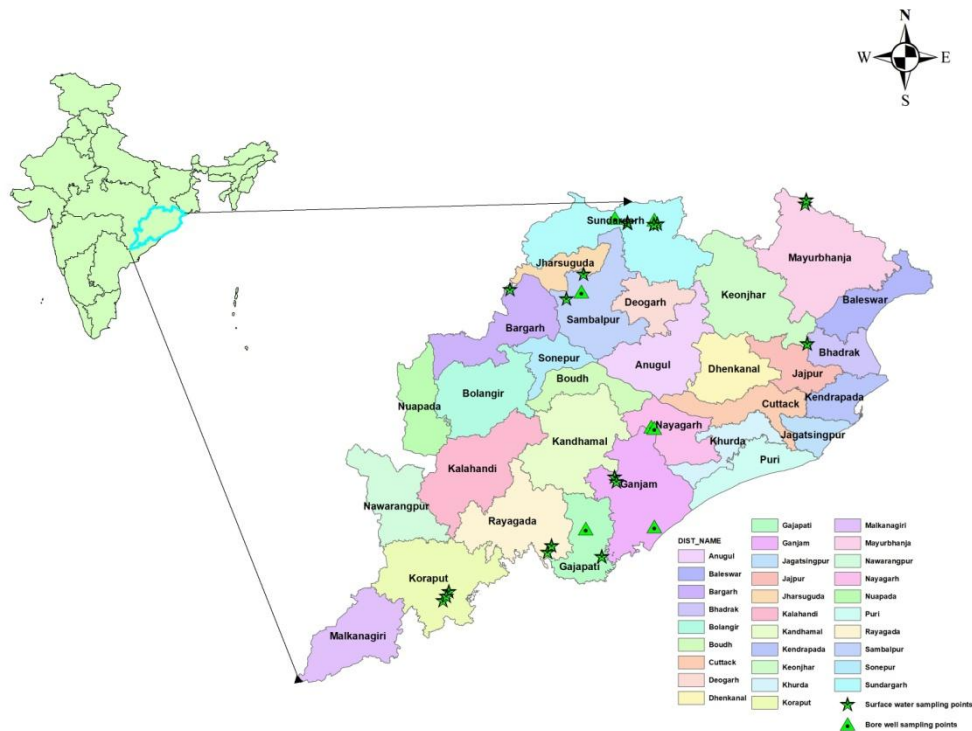 N
W E
S
Sundargarh
Mayurbhanja
Jharsuguda
Keonjhar
Baleswar
Deogarh
Sambalpur
Bargarh
Bhadrak
Sonepur
Anugul
Dhenkanal
Jajpur
Boudh
Bolangir
Kendrapada
Nuapada
Cuttack
Nayagarh
Jagatsingpur
Kandhamal
Khurda
Puri
Kalahandi
Ganjam
Nawarangpur
Rayagada
Gajapati
Koraput
Malkanagiri
DIST_NAME
Anugul
Baleswar
Bargarh
Bhadrak
Bolangir
Boudh
Cuttack
Deogarh
Dhenkanal
Gajapati
Ganjam
Jagatsingpur
Jajpur
Jharsuguda
Kalahandi
Kandhamal
Kendrapada
Keonjhar
Khurda
Koraput
Malkanagiri
Mayurbhanja
Nawarangpur
Nayagarh
Nuapada
Puri
Rayagada
Sambalpur
Sonepur
Sundargarh
Surface water sampling points
Bore well sampling points